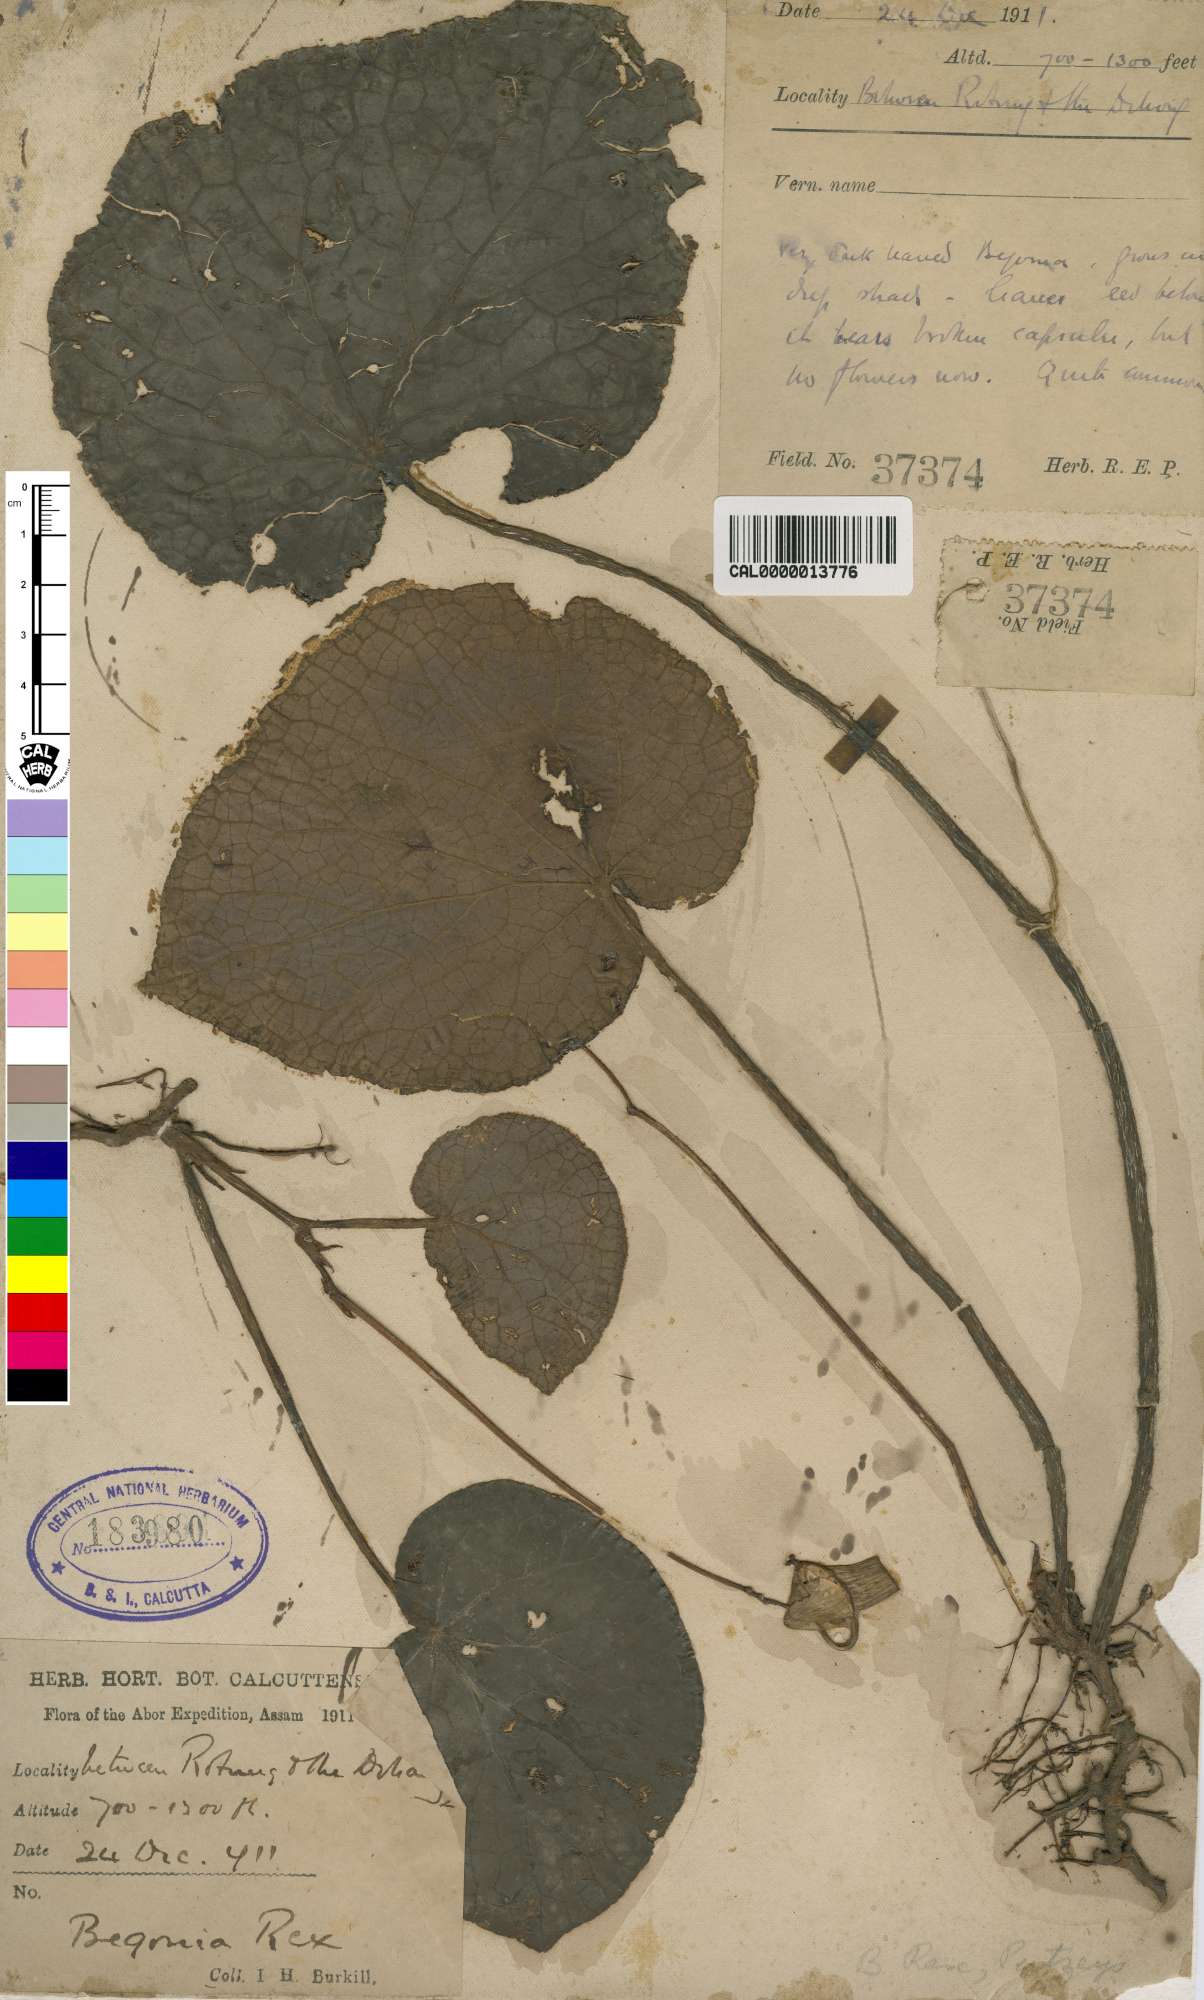 Date 24 Dec 1911.
Altd. 700 - 1300 feet
Locality Between Rotung & the Dihong
Vern. name
Very dark leaved Begonia, grows in
deep shade - leaves red below
it bears broken capsules, but
no flowers now. Quite common
Field. No. 37374 Herb. R. E. P.
CAL0000013776
Herb. R. E. P.
37374
Field No.
0
cm
1
2
3
4
5
CAL
HERB
CENTRAL NATIONAL HERBARIUM
No 183980
B. S. I., CALCUTTA
HERB. HORT. BOT. CALCUTTENS
Flora of the Abor Expedition, Assam 1911
Locality between Rotung & the Dihang
Altitude 700 - 1300 ft.
Date 24 Dec. 1911
No.
Begonia Rex
Coll. I H Burkill.
B. Rex, Putzeys